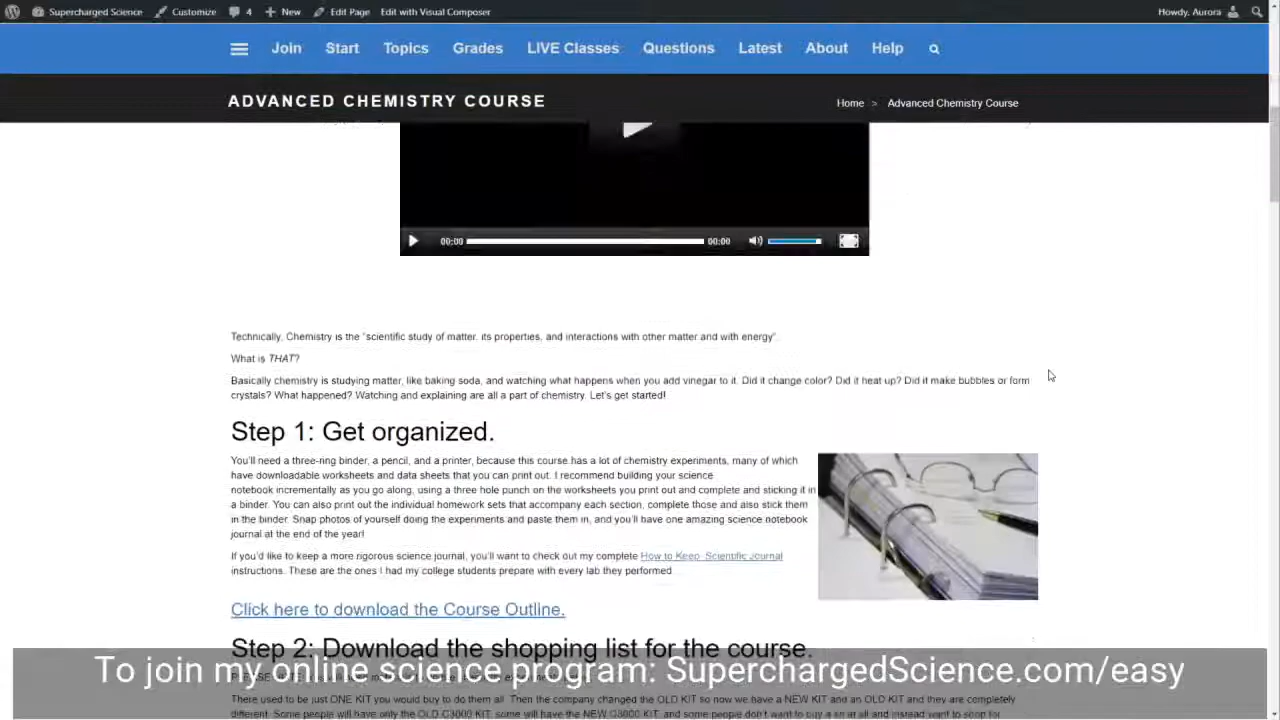 Supercharged Science Customize 4 New Edit Page Edit with Visual Composer Howdy, Aurora
Join Start Topics Grades LIVE Classes Questions Latest About Help
ADVANCED CHEMISTRY COURSE
Home > Advanced Chemistry Course
00:00 00:00
Technically, Chemistry is the "scientific study of matter, its properties, and interactions with other matter and with energy".
What is THAT?
Basically chemistry is studying matter, like baking soda, and watching what happens when you add vinegar to it. Did it change color? Did it heat up? Did it make bubbles or form
crystals? What happened? Watching and explaining are all a part of chemistry. Let's get started!
Step 1: Get organized.
You'll need a three-ring binder, a pencil, and a printer, because this course has a lot of chemistry experiments, many of which
have downloadable worksheets and data sheets that you can print out. I recommend building your science
notebook incrementally as you go along, using a three hole punch on the worksheets you print out and complete and sticking it in
a binder. You can also print out the individual homework sets that accompany each section, complete those and also stick them
in the binder. Snap photos of yourself doing the experiments and paste them in, and you'll have one amazing science notebook
journal at the end of the year!
If you'd like to keep a more rigorous science journal, you'll want to check out my complete How to Keep Scientific Journal
instructions. These are the ones I had my college students prepare with every lab they performed
Click here to download the Course Outline.
Step 2: Download the shopping list for the course.
To join my online science program: SuperchargedScience.com/easy
There used to be just ONE KIT you would buy to do them all. Then the company changed the OLD KIT so now we have a NEW KIT and an OLD KIT and they are completely
different. Some people will have only the OLD C3000 KIT, some will have the NEW C3000 KIT, and some people don't want to buy a kit at all and instead want to shop for